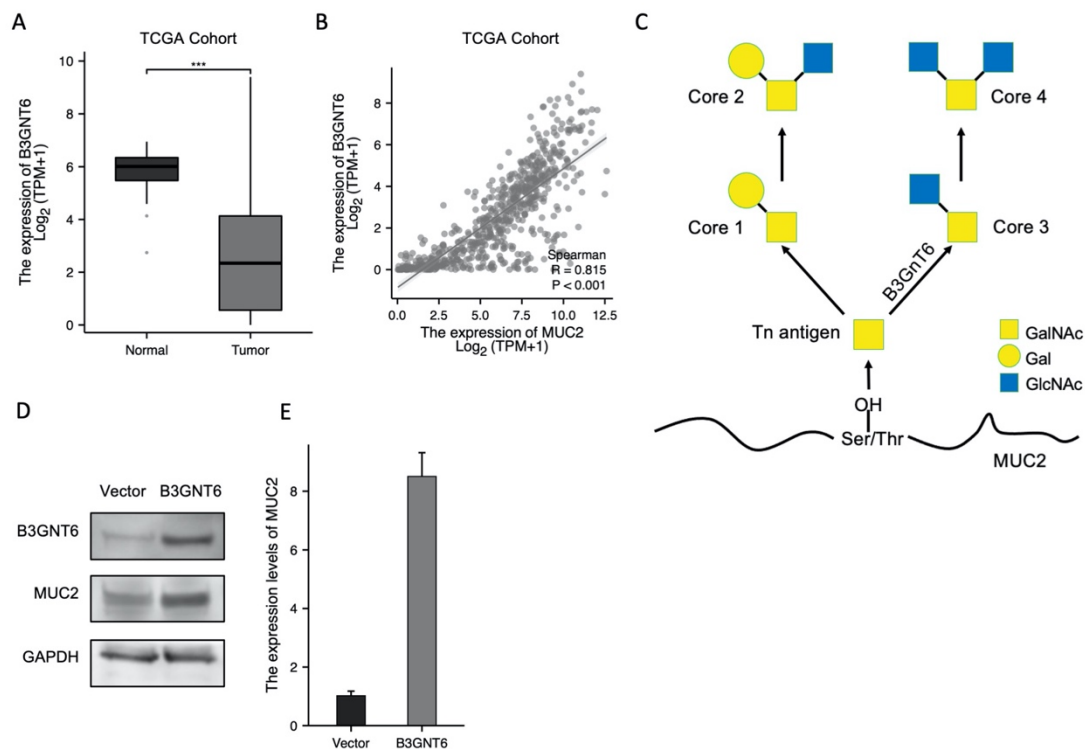 A
TCGA Cohort
The expression of B3GNT6
Log₂ (TPM+1)
10
8
6
4
2
0
***
Normal
Tumor
B
TCGA Cohort
The expression of B3GNT6
Log₂ (TPM+1)
8
6
4
2
0
Spearman
R = 0.815
P < 0.001
0.0 2.5 5.0 7.5 10.0 12.5
The expression of MUC2
Log₂ (TPM+1)
C
Core 2
Core 4
Core 1
Core 3
B3GnT6
Tn antigen
GalNAc
Gal
GlcNAc
OH
Ser/Thr
MUC2
D
Vector B3GNT6
B3GNT6
MUC2
GAPDH
E
The expression levels of MUC2
8
6
4
2
0
Vector
B3GNT6